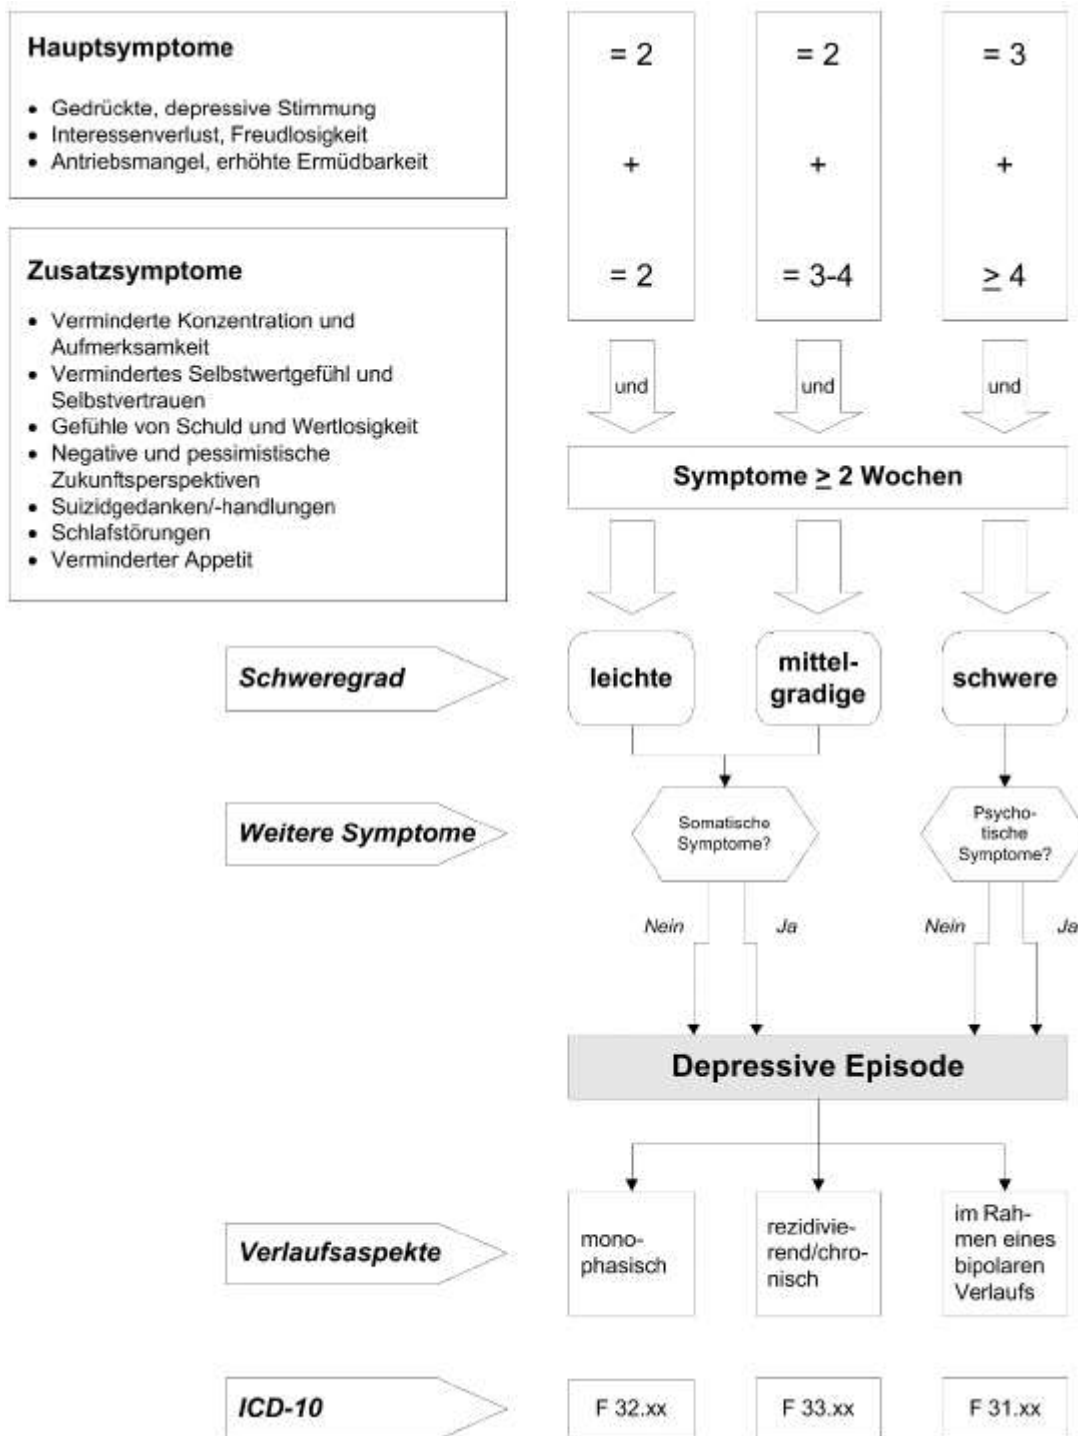 Hauptsymptome
• Gedrückte, depressive Stimmung
• Interessenverlust, Freudlosigkeit
• Antriebsmangel, erhöhte Ermüdbarkeit
= 2
= 2
= 3
+
+
+
Zusatzsymptome
• Verminderte Konzentration und
Aufmerksamkeit
• Vermindertes Selbstwertgefühl und
Selbstvertrauen
• Gefühle von Schuld und Wertlosigkeit
• Negative und pessimistische
Zukunftsperspektiven
• Suizidgedanken/-handlungen
• Schlafstörungen
• Verminderter Appetit
= 2
= 3-4
≥ 4
und
und
und
Symptome ≥ 2 Wochen
Schweregrad
leichte
mittel-
gradige
schwere
Weitere Symptome
Somatische
Symptome?
Psycho-
tische
Symptome?
Nein
Ja
Nein
Ja
Depressive Episode
Verlaufsaspekte
mono-
phasisch
rezidivie-
rend/chro-
nisch
im Rah-
men eines
bipolaren
Verlaufs
ICD-10
F 32.xx
F 33.xx
F 31.xx